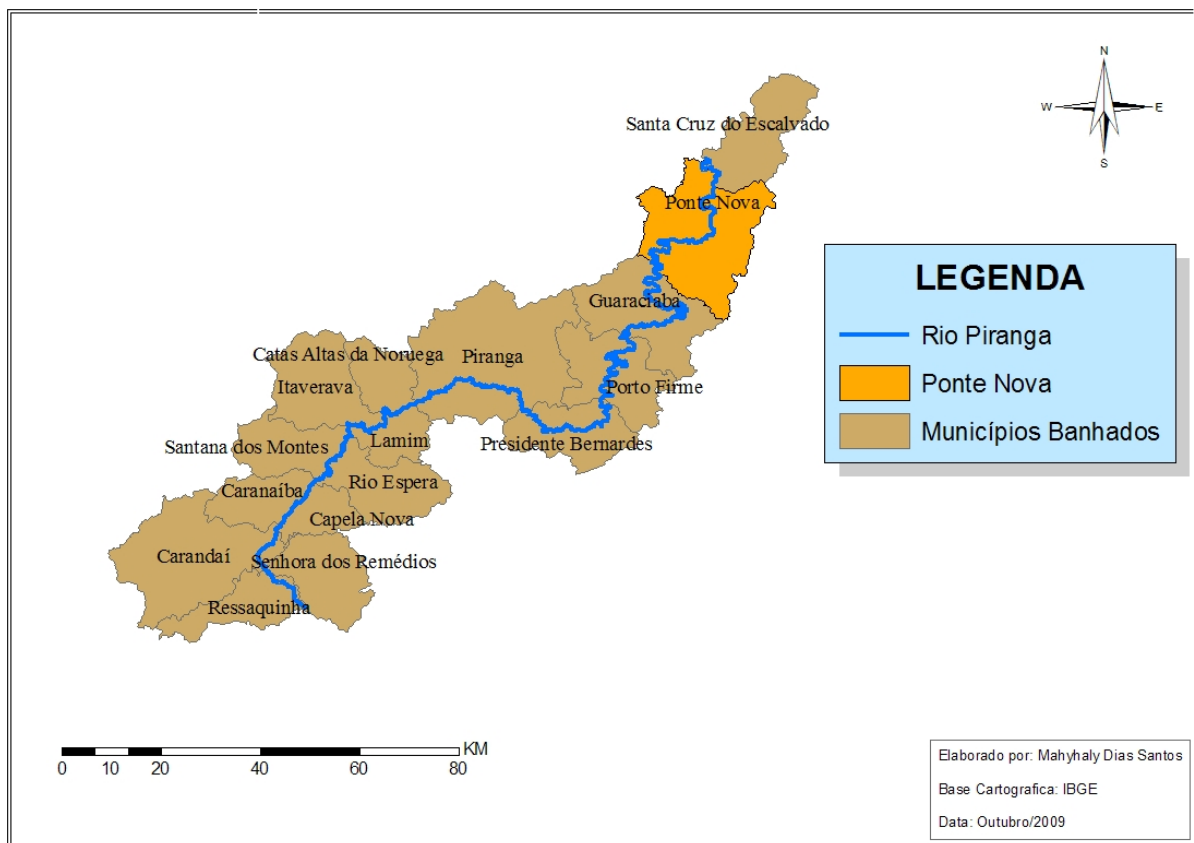 N
W E
S
Santa Cruz do Escalvado
Ponte Nova
Guaraciaba
Catas Altas da Noruega
Piranga
Itaverava
Porto Firme
Lamim
Presidente Bernardes
Santana dos Montes
Rio Espera
Caranaíba
Capela Nova
Carandaí
Senhora dos Remédios
Ressaquinha
LEGENDA
Rio Piranga
Ponte Nova
Municípios Banhados
KM
0 10 20 40 60 80
Elaborado por: Mahyhaly Dias Santos
Base Cartografica: IBGE
Data: Outubro/2009